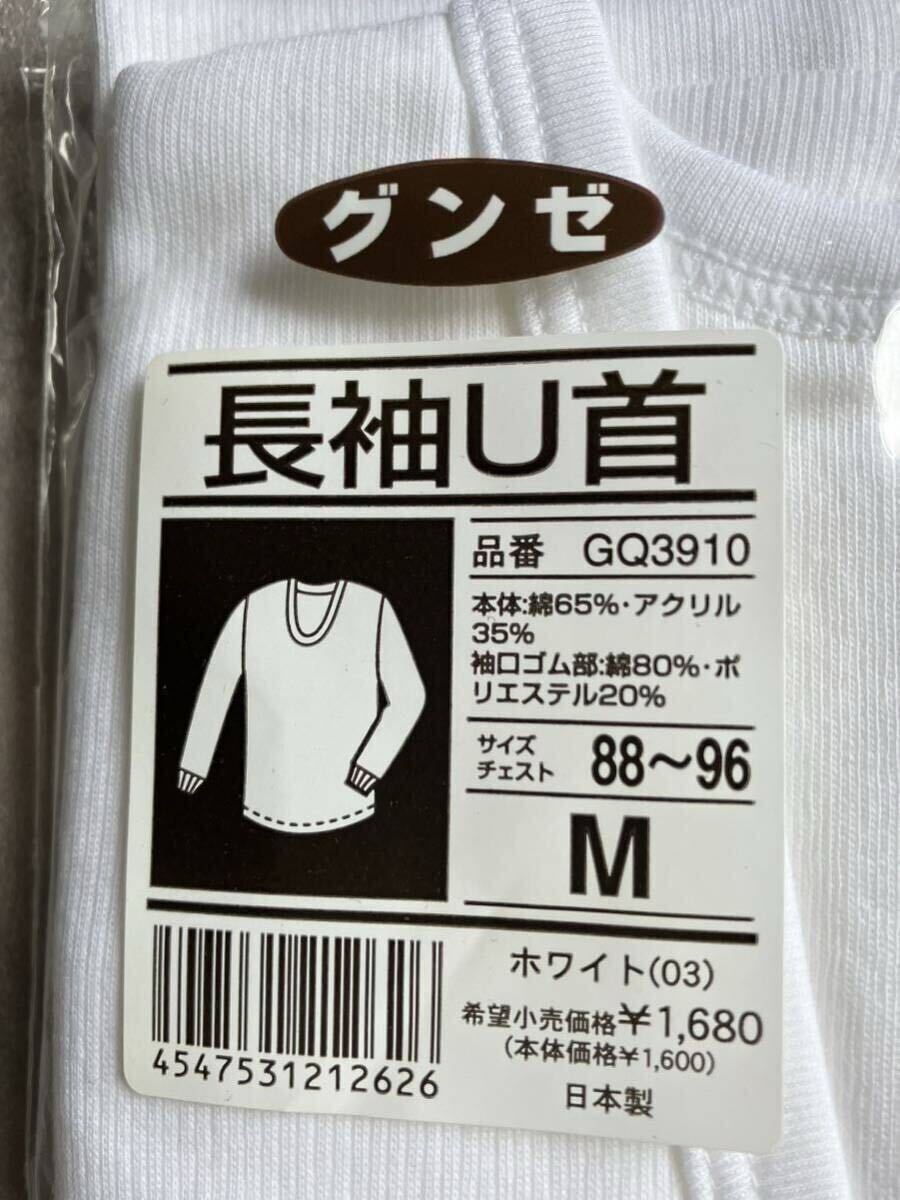 グンゼ
長袖U首
品番 GQ3910
本体:綿65%・アクリル
35%
袖口ゴム部:綿80%・ポ
リエステル20%
サイズ
チェスト 88〜96
M
ホワイト(03)
希望小売価格¥1,680
(本体価格¥1,600)
日本製
4547531212626